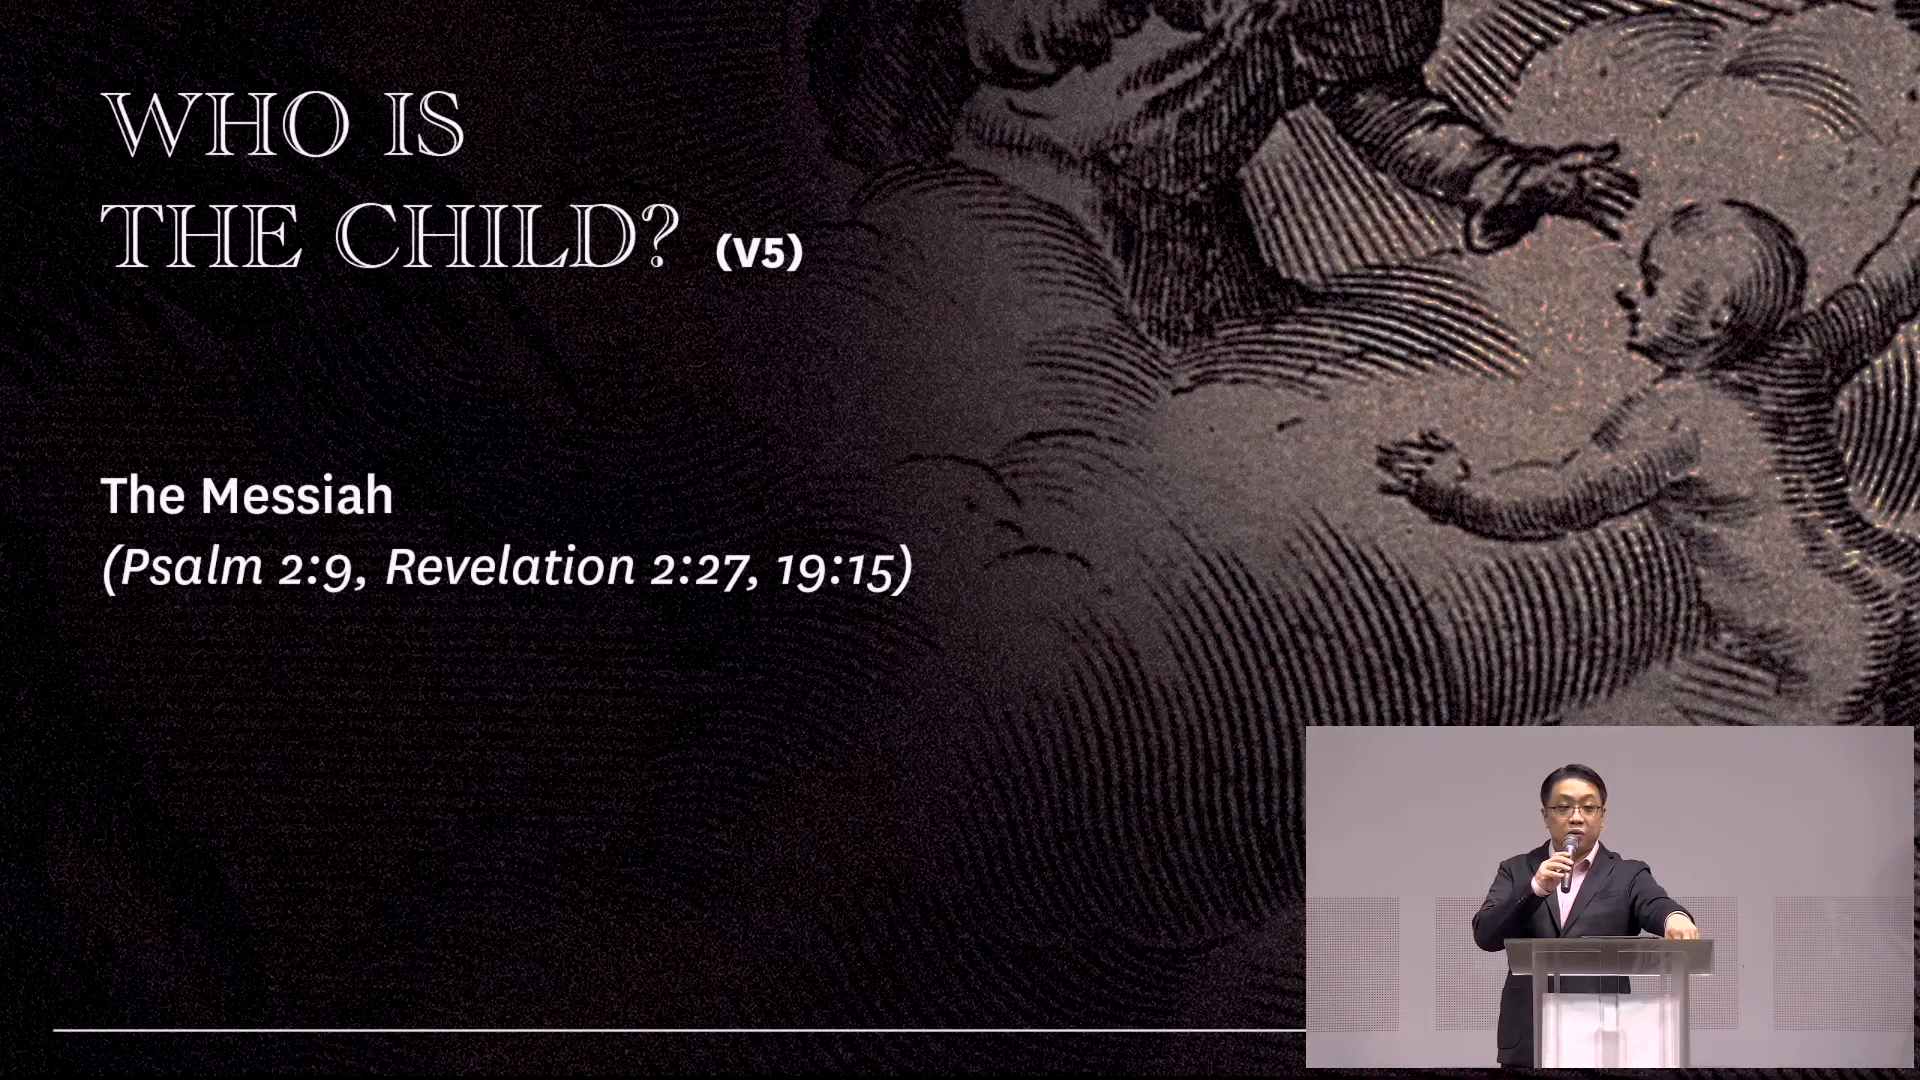 WHO IS
THE CHILD? (V5)
The Messiah
(Psalm 2:9, Revelation 2:27, 19:15)